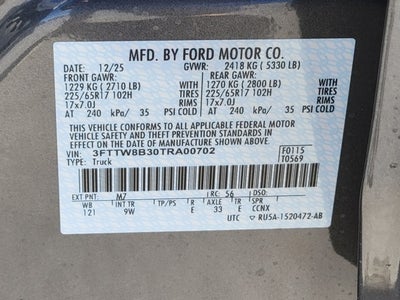 MFD. BY FORD MOTOR CO.
DATE: 12/25 GVWR: 2418 KG ( 5330 LB)
FRONT GAWR: REAR GAWR:
1229 KG ( 2710 LB) 1270 KG ( 2800 LB)
225/65R17 102H 225/65R17 102H
17x7.0J 17x7.0J
AT 240 kPa/ 35 PSI COLD AT 240 kPa/ 35 PSI COLD
THIS VEHICLE CONFORMS TO ALL APPLICABLE FEDERAL MOTOR
VEHICLE SAFETY AND THEFT PREVENTION STANDARDS IN
EFFECT ON THE DATE OF MANUFACTURE SHOWN ABOVE.
VIN: 3FTTW8B30TRA00702 F0115
TYPE: Truck T0569
EXT PNT: M7 RC: 56 DSO:
WB INT TR TP/PS R AXLE TR SPR
121 9W E 33 E CCNX
UTC RU5A-1520472-AB